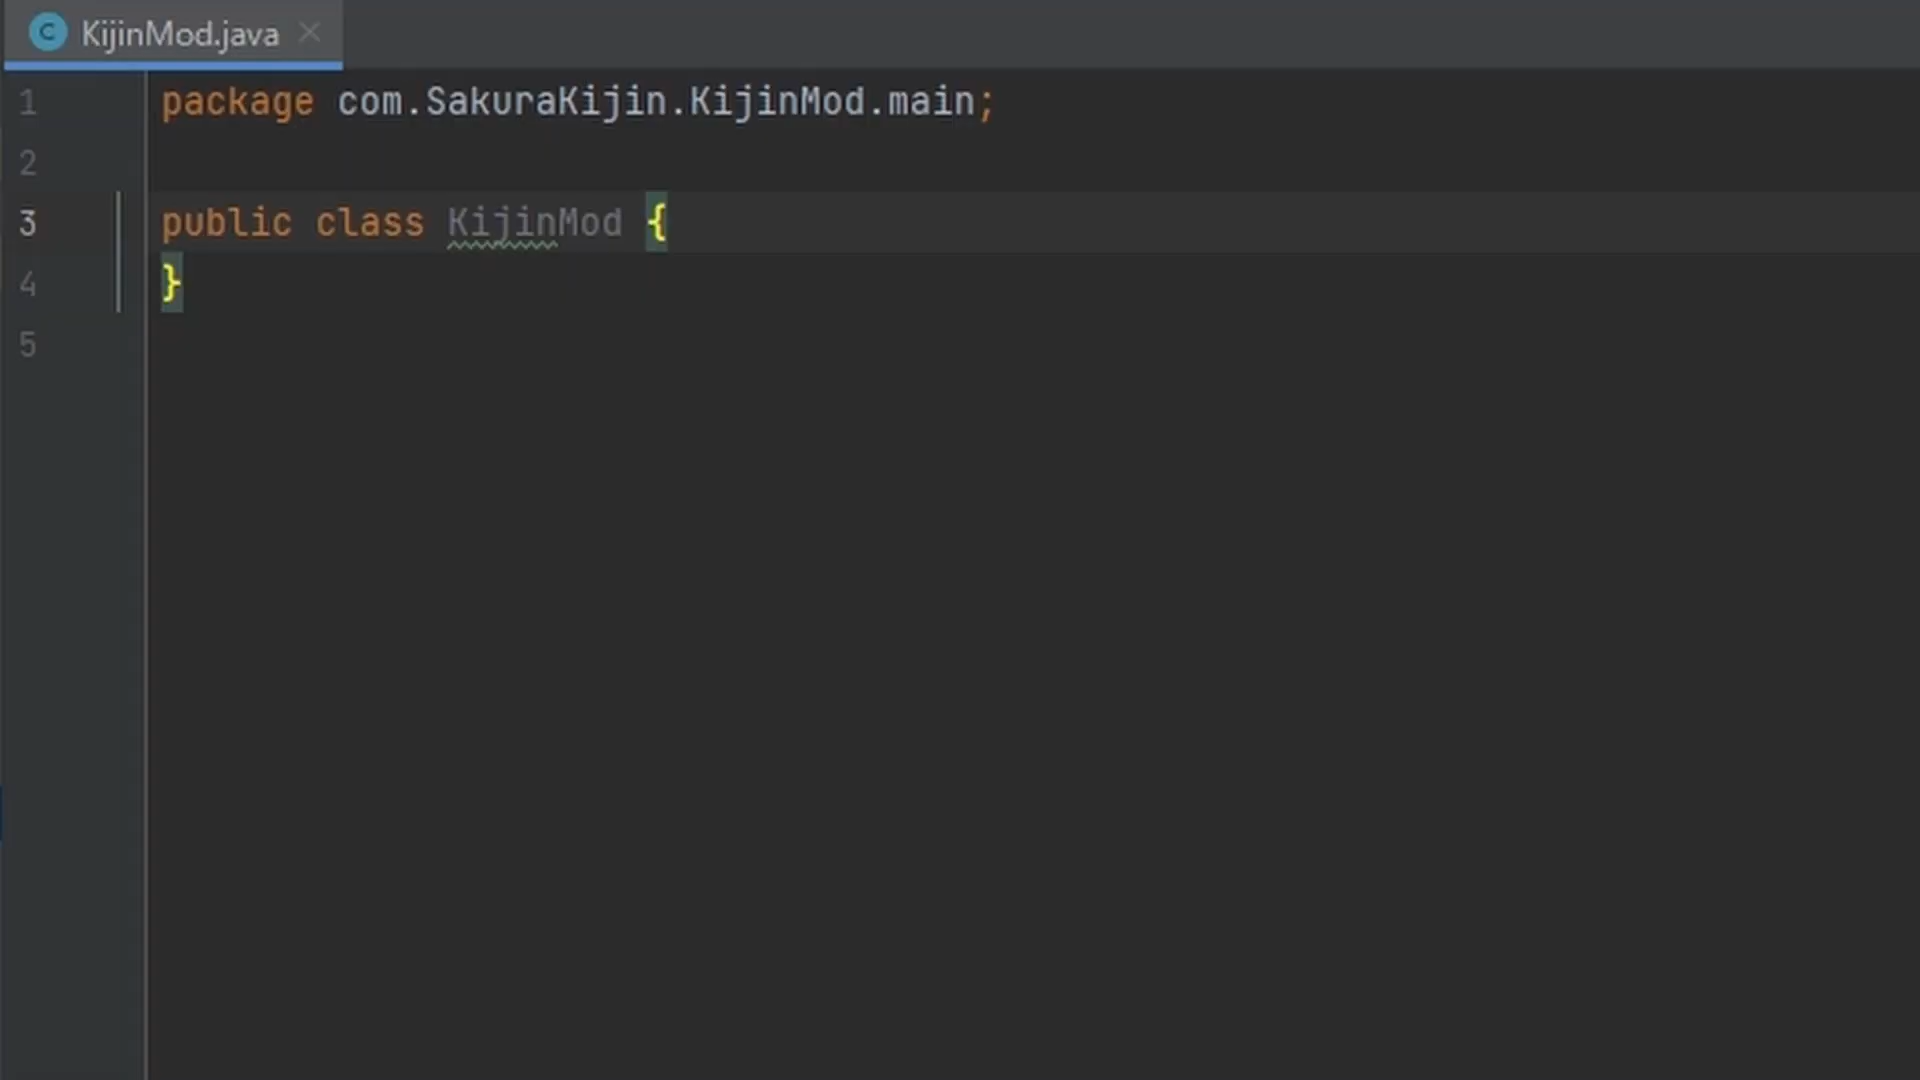 KijinMod.java
1 package com.SakuraKijin.KijinMod.main;
2
3 public class KijinMod {
4 }
5